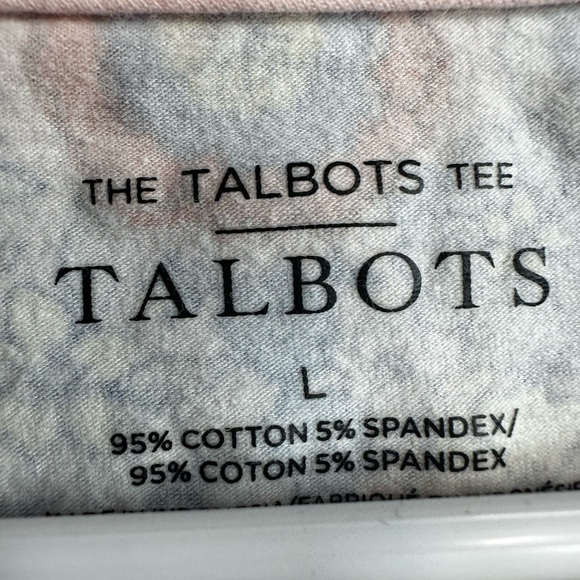 THE TALBOTS TEE
TALBOTS
L
95% COTTON 5% SPANDEX/
95% COTON 5% SPANDEX